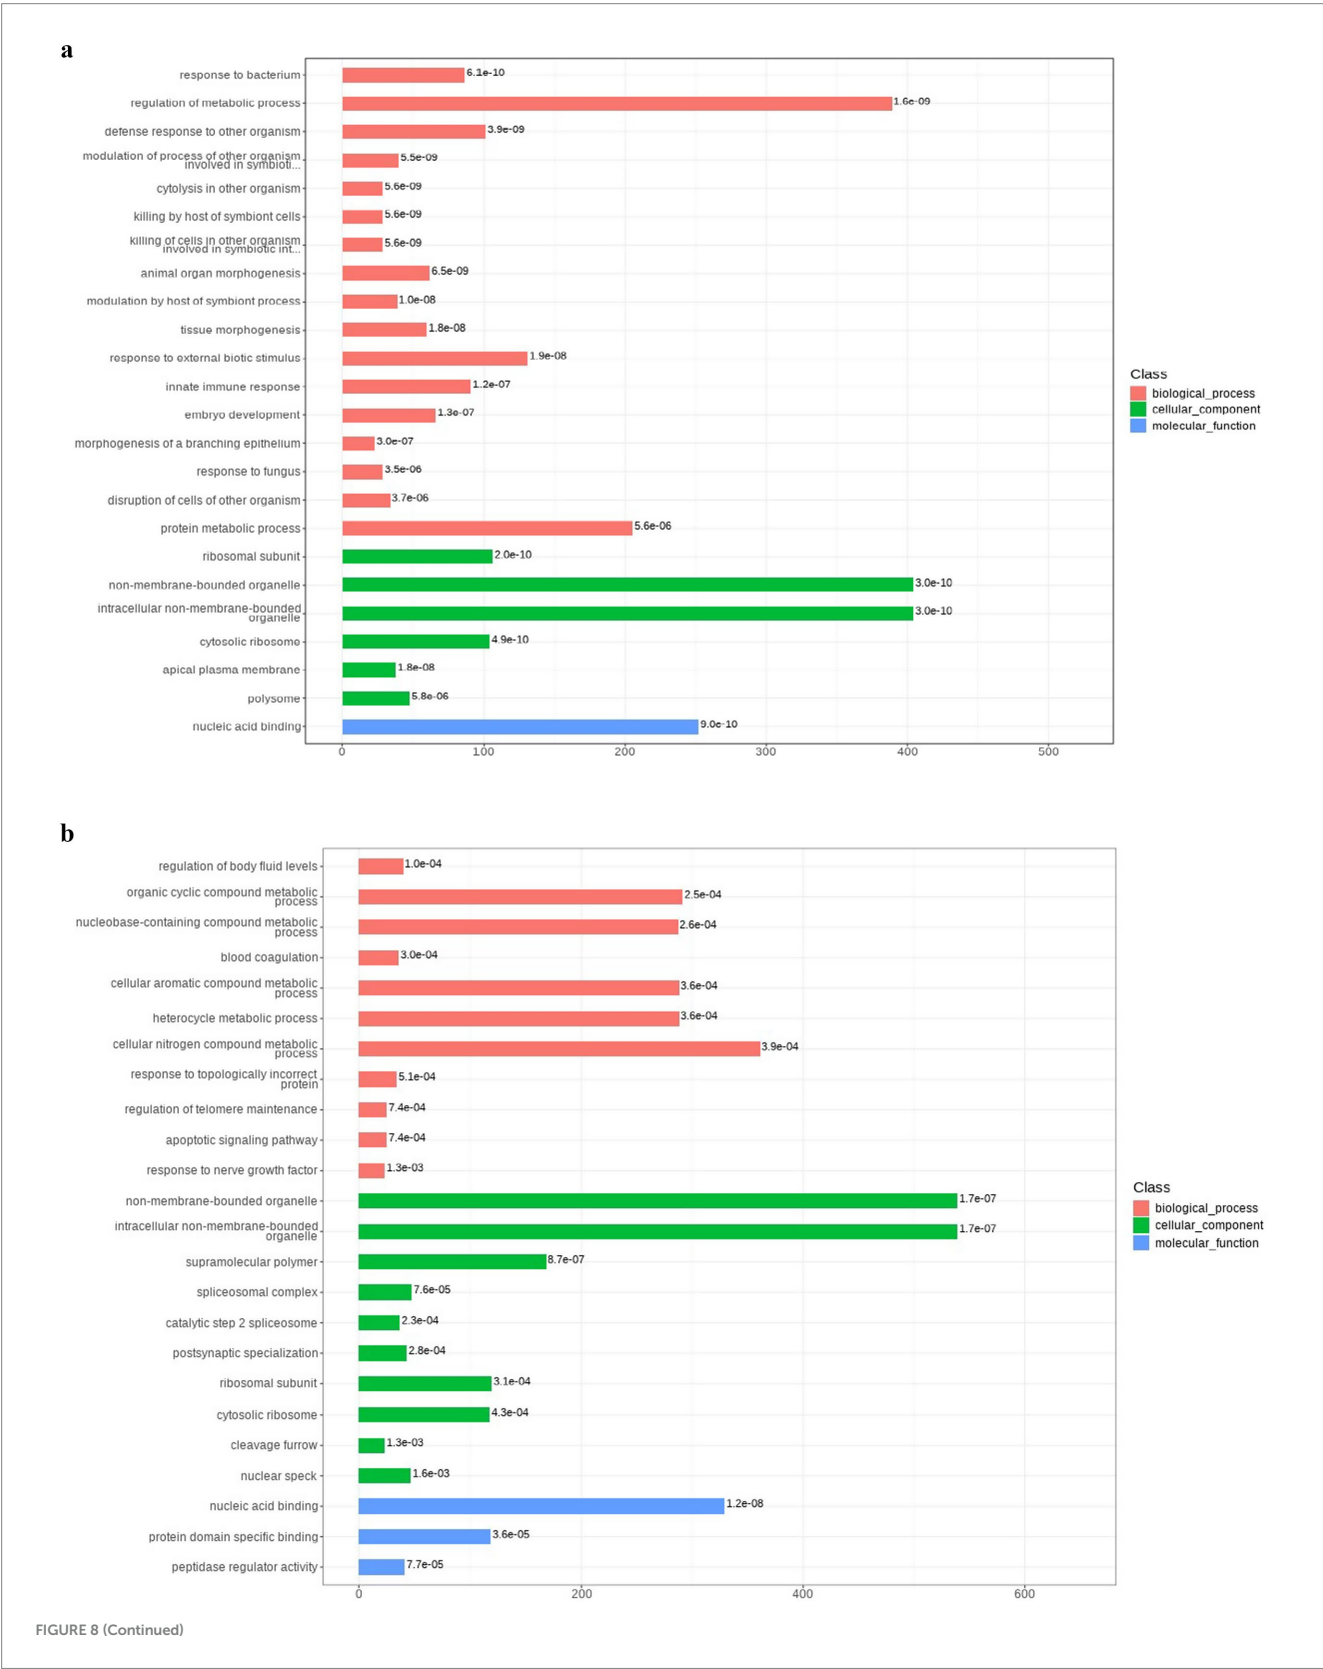 a
response to bacterium 6.1e-10
regulation of metabolic process 1.6e-09
defense response to other organism 3.9e-09
modulation of process of other organism
involved in symbioti... 5.5e-09
cytolysis in other organism 5.6e-09
killing by host of symbiont cells 5.6e-09
killing of cells in other organism
involved in symbiotic int... 5.6e-09
animal organ morphogenesis 6.5e-09
modulation by host of symbiont process 1.0e-08
tissue morphogenesis 1.8e-08
response to external biotic stimulus 1.9e-08
innate immune response 1.2e-07
embryo development 1.3e-07
morphogenesis of a branching epithelium 3.0e-07
response to fungus 3.5e-06
disruption of cells of other organism 3.7e-06
protein metabolic process 5.6e-06
ribosomal subunit 2.0e-10
non-membrane-bounded organelle 3.0e-10
intracellular non-membrane-bounded
organelle 3.0e-10
cytosolic ribosome 4.9e-10
apical plasma membrane 1.8e-08
polysome 5.8e-06
nucleic acid binding 9.0e-10
0 100 200 300 400 500
Class
biological_process
cellular_component
molecular_function
b
regulation of body fluid levels 1.0e-04
organic cyclic compound metabolic
process 2.5e-04
nucleobase-containing compound metabolic
process 2.6e-04
blood coagulation 3.0e-04
cellular aromatic compound metabolic
process 3.6e-04
heterocycle metabolic process 3.6e-04
cellular nitrogen compound metabolic
process 3.9e-04
response to topologically incorrect
protein 5.1e-04
regulation of telomere maintenance 7.4e-04
apoptotic signaling pathway 7.4e-04
response to nerve growth factor 1.3e-03
non-membrane-bounded organelle 1.7e-07
intracellular non-membrane-bounded
organelle 1.7e-07
supramolecular polymer 8.7e-07
spliceosomal complex 7.6e-05
catalytic step 2 spliceosome 2.3e-04
postsynaptic specialization 2.8e-04
ribosomal subunit 3.1e-04
cytosolic ribosome 4.3e-04
cleavage furrow 1.3e-03
nuclear speck 1.6e-03
nucleic acid binding 1.2e-08
protein domain specific binding 3.6e-05
peptidase regulator activity 7.7e-05
0 200 400 600
Class
biological_process
cellular_component
molecular_function
FIGURE 8 (Continued)